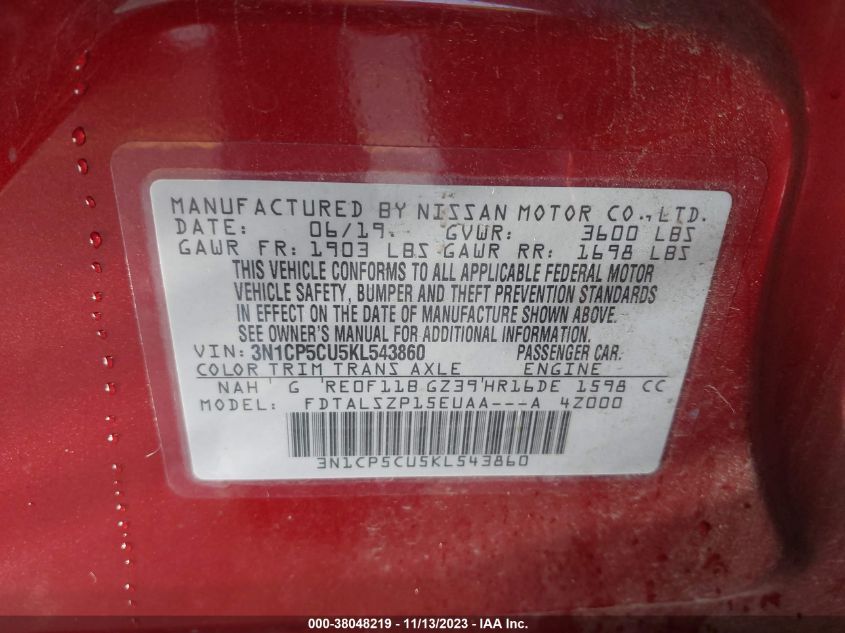 MANUFACTURED BY NISSAN MOTOR CO.,LTD.
DATE: 06/19 GVWR: 3600 LBS
GAWR FR: 1903 LBS GAWR RR: 1698 LBS
THIS VEHICLE CONFORMS TO ALL APPLICABLE FEDERAL MOTOR
VEHICLE SAFETY, BUMPER AND THEFT PREVENTION STANDARDS
IN EFFECT ON THE DATE OF MANUFACTURE SHOWN ABOVE.
SEE OWNER'S MANUAL FOR ADDITIONAL INFORMATION.
VIN: 3N1CP5CU5KL543860 PASSENGER CAR.
COLOR TRIM TRANS AXLE ENGINE
NAH ' G 'RE0F11B GZ39'HR16DE 1598 CC
MODEL: FDTALSZP15EUAA---A 4Z000
3N1CP5CU5KL543860
000-38048219 - 11/13/2023 - IAA Inc.